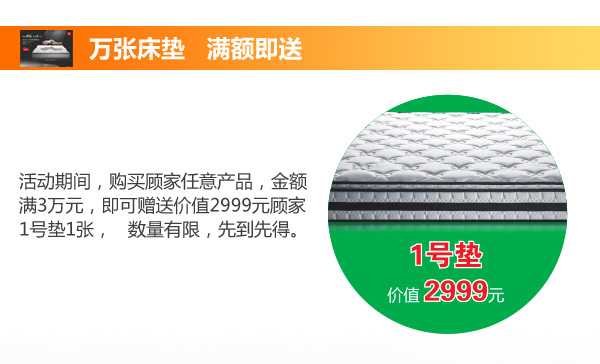 万张床垫 满额即送
活动期间，购买顾家任意产品，金额
满3万元，即可赠送价值2999元顾家
1号垫1张， 数量有限，先到先得。
1号垫
价值 2999元